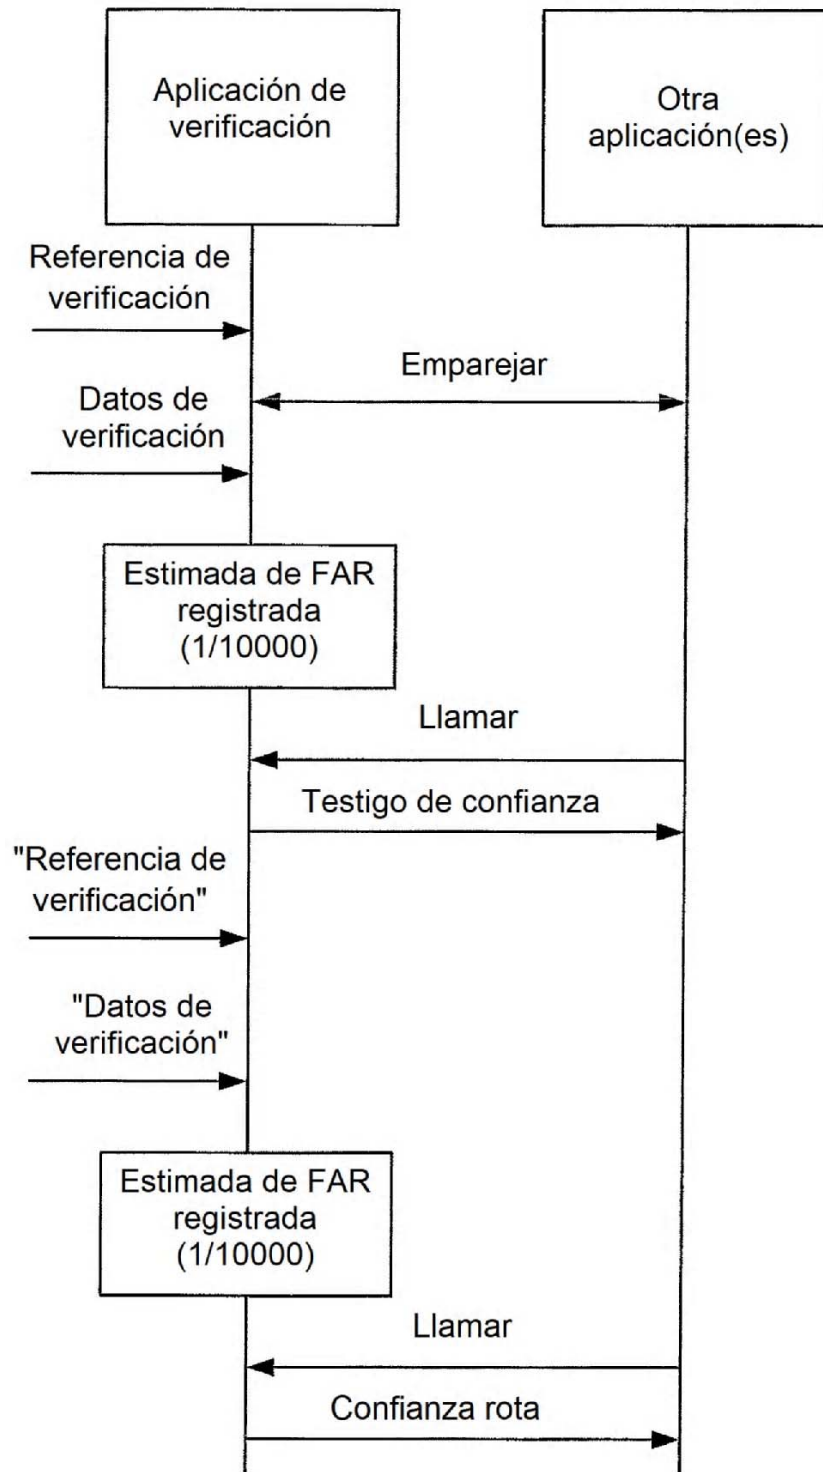 Aplicación de
verificación
Otra
aplicación(es)
Referencia de
verificación
Emparejar
Datos de
verificación
Estimada de FAR
registrada
(1/10000)
Llamar
Testigo de confianza
"Referencia de
verificación"
"Datos de
verificación"
Estimada de FAR
registrada
(1/10000)
Llamar
Confianza rota